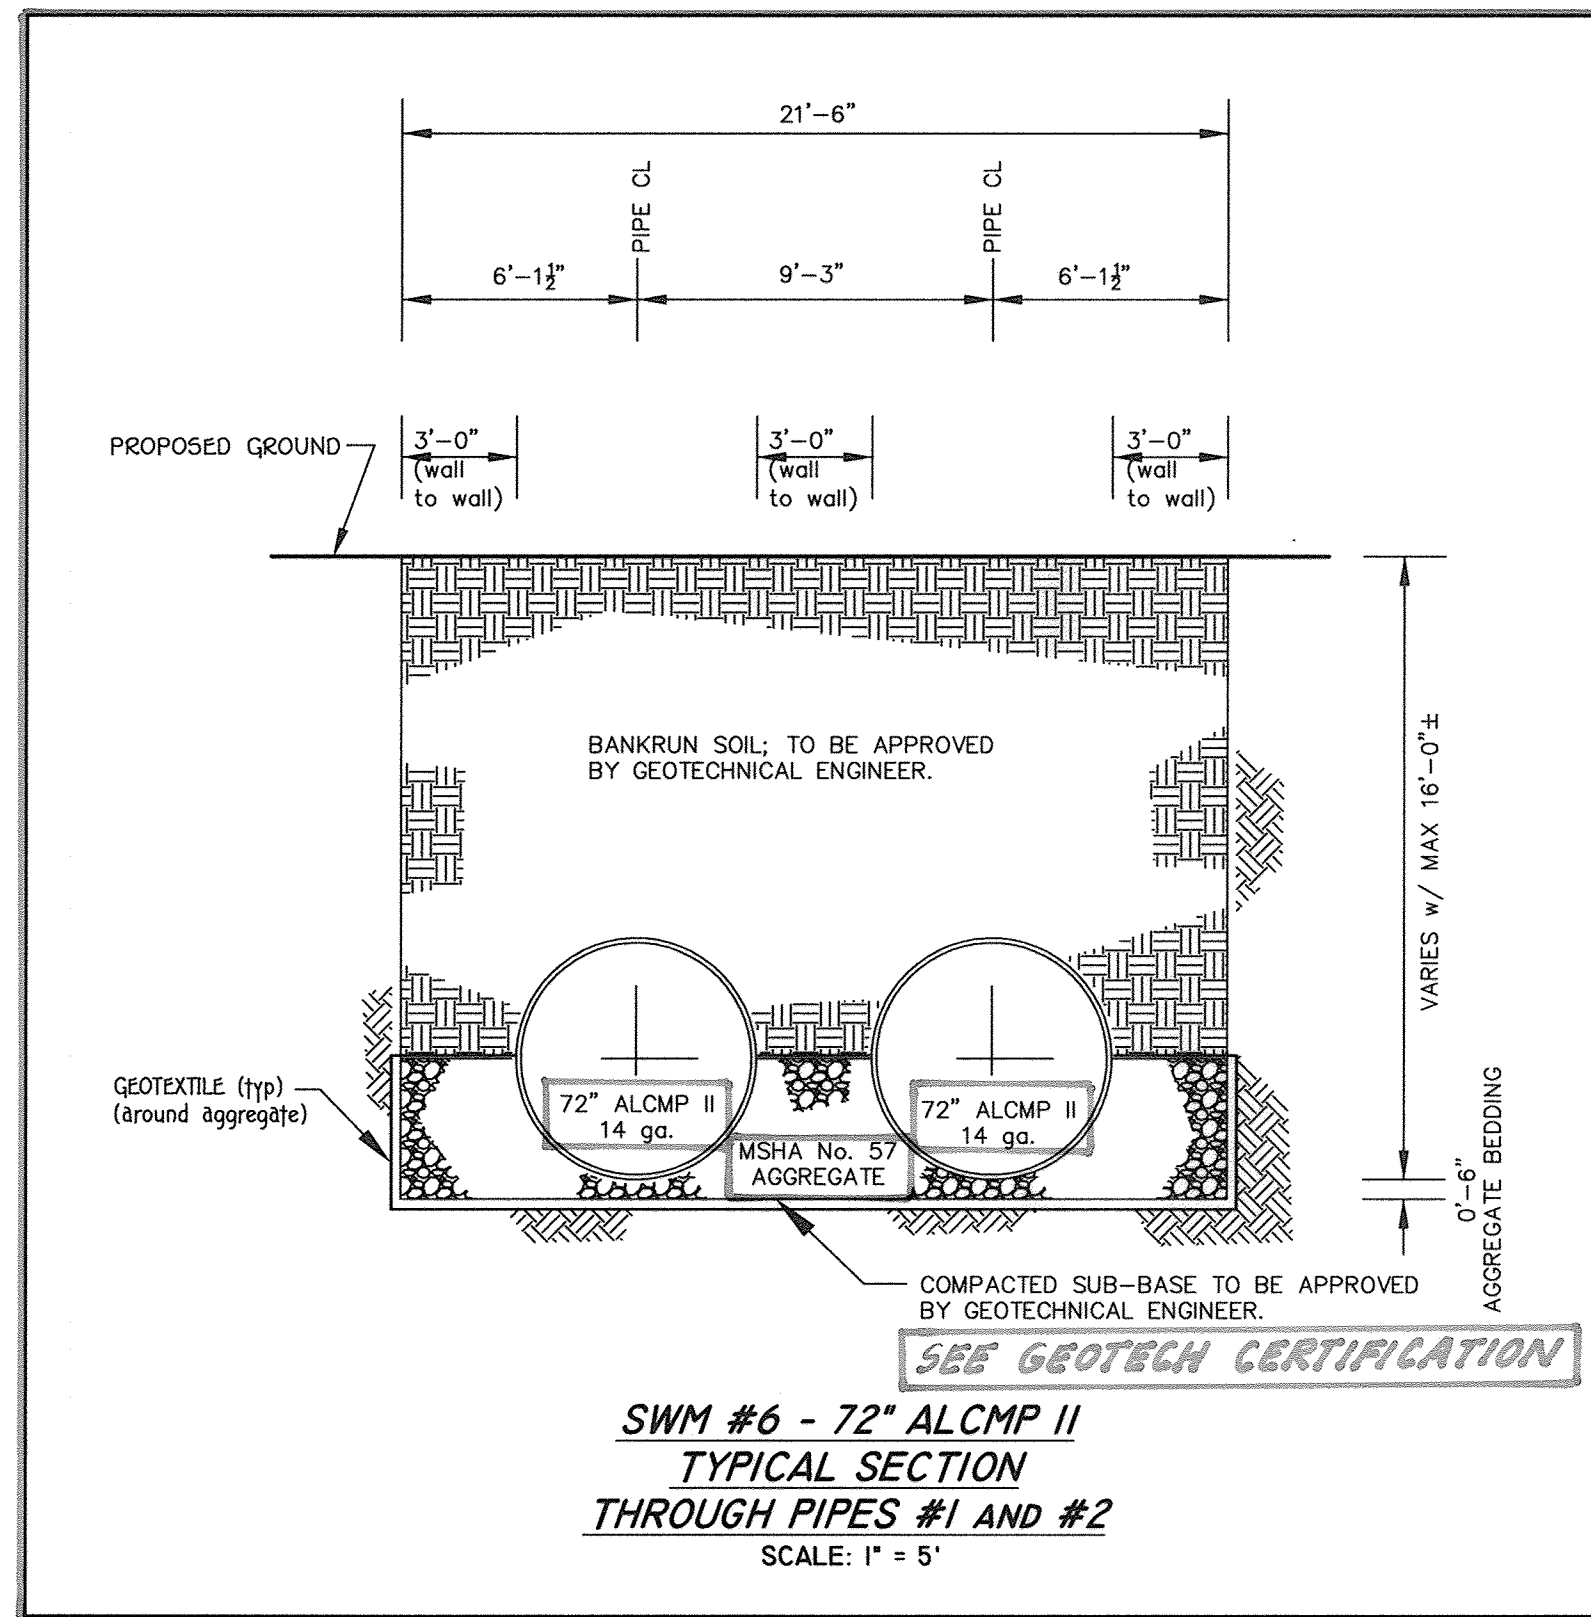 21'-6"
PIPE CL
PIPE CL
6'-1½"
9'-3"
6'-1½"
PROPOSED GROUND
3'-0"
(wall
to wall)
3'-0"
(wall
to wall)
3'-0"
(wall
to wall)
BANKRUN SOIL; TO BE APPROVED
BY GEOTECHNICAL ENGINEER.
VARIES w/ MAX 16'-0"±
GEOTEXTILE (typ)
(around aggregate)
72" ALCMP II
14 ga.
72" ALCMP II
14 ga.
MSHA No. 57
AGGREGATE
0'-6"
AGGREGATE BEDDING
COMPACTED SUB-BASE TO BE APPROVED
BY GEOTECHNICAL ENGINEER.
SEE GEOTECH CERTIFICATION
SWM #6 - 72" ALCMP II
TYPICAL SECTION
THROUGH PIPES #1 AND #2
SCALE: 1" = 5'